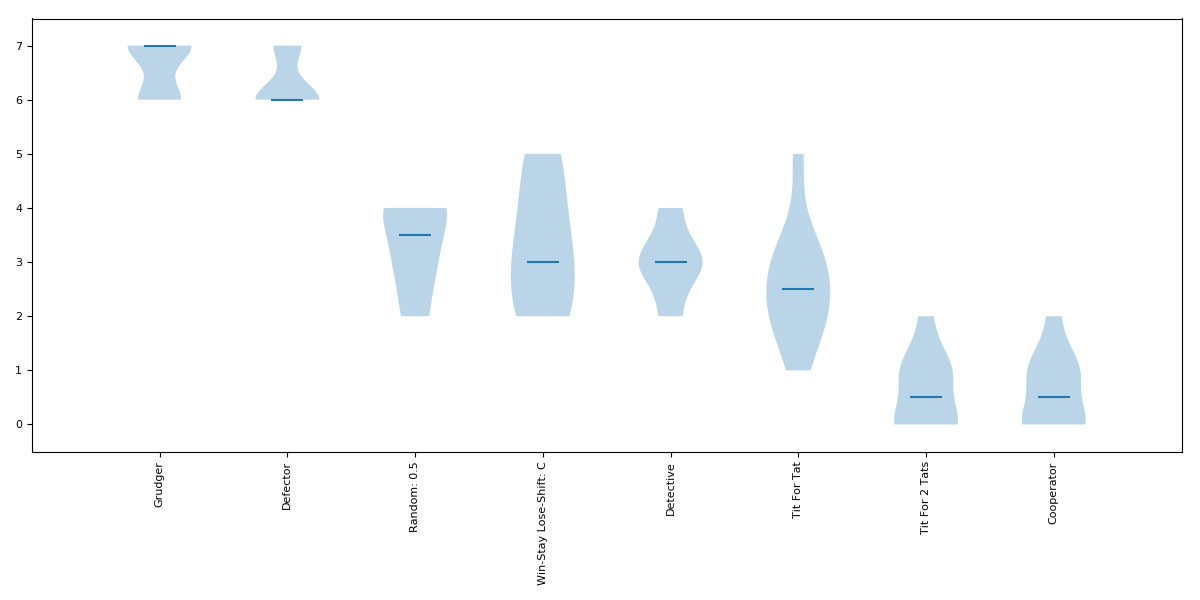 7
6
5
4
3
2
1
0
Grudger
Defector
Random: 0.5
Win-Stay Lose-Shift: C
Detective
Tit For Tat
Tit For 2 Tats
Cooperator